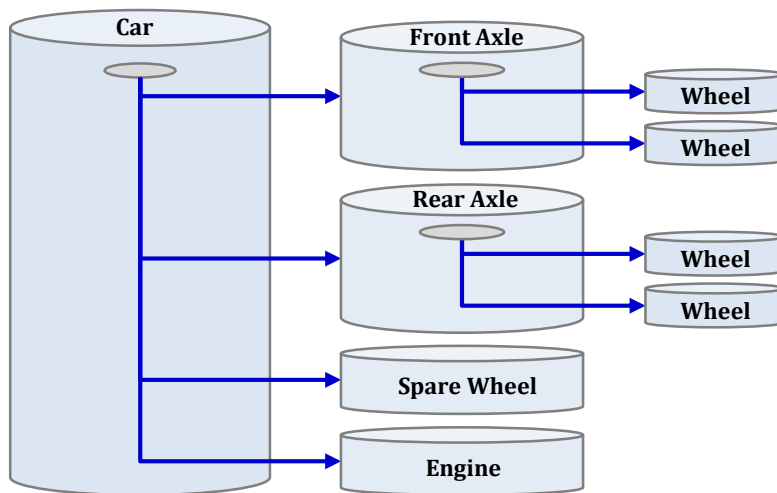 Car
Front Axle
Wheel
Wheel
Rear Axle
Wheel
Wheel
Spare Wheel
Engine